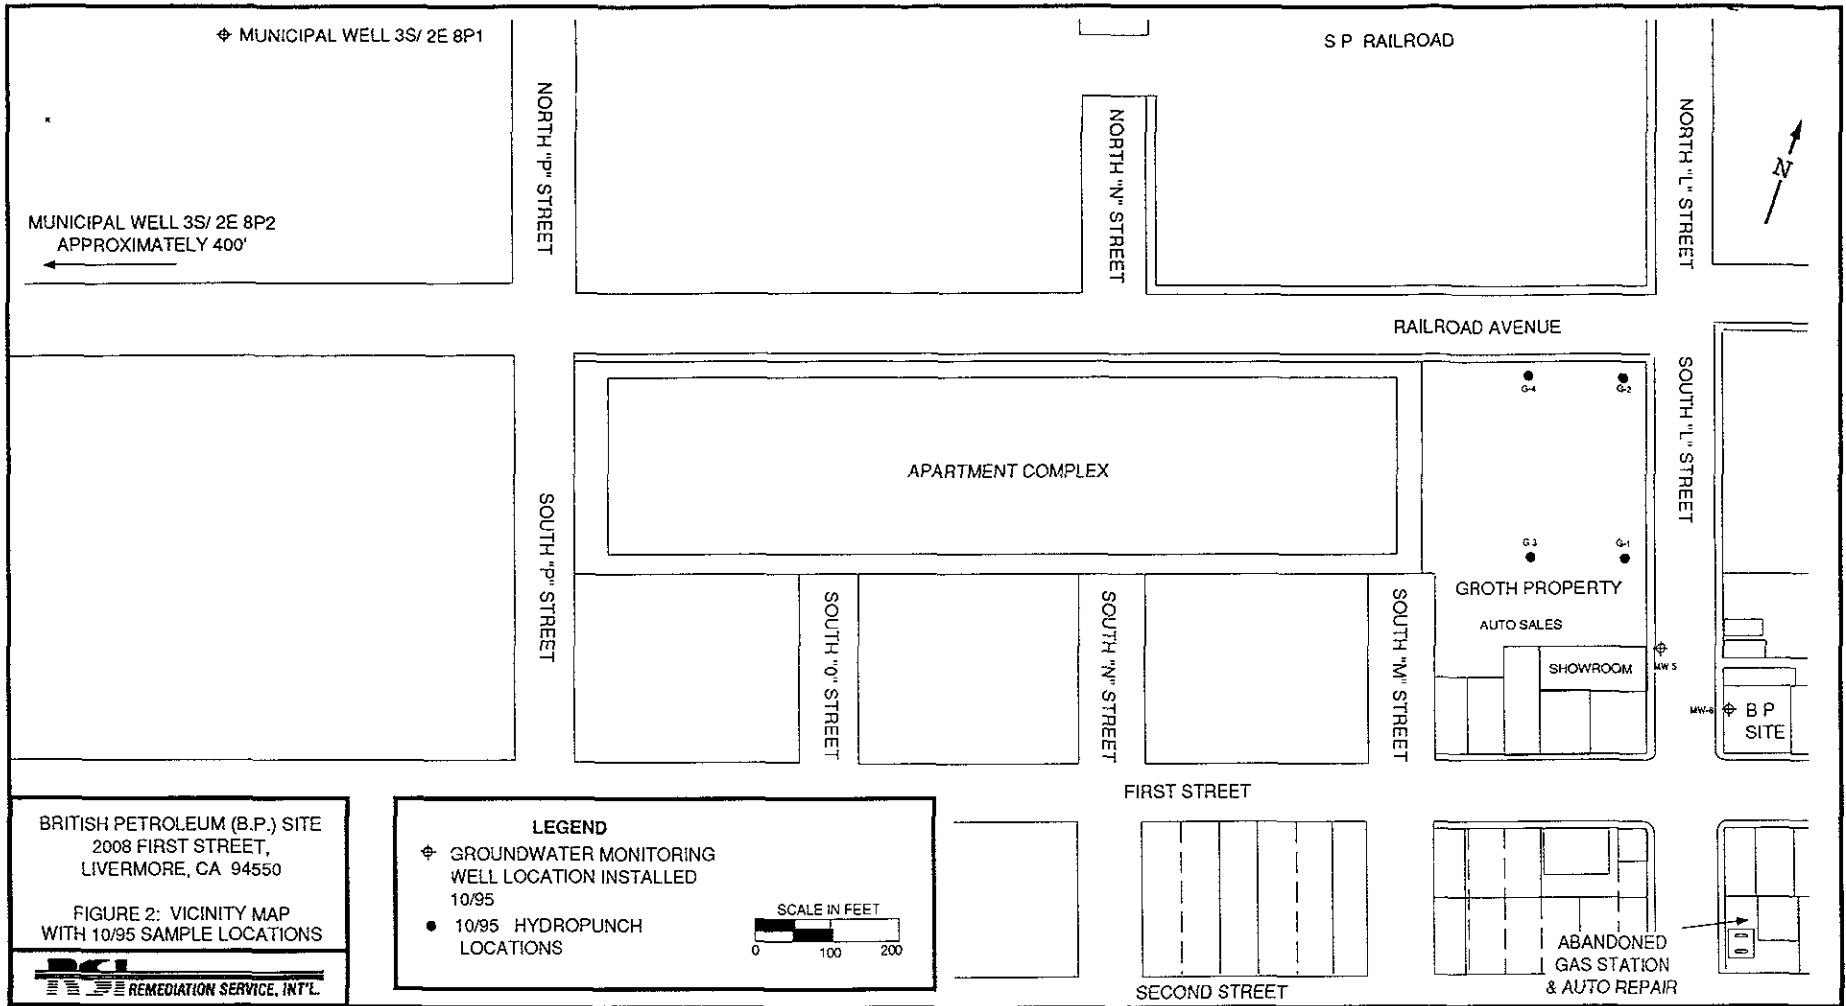 MUNICIPAL WELL 3S/ 2E 8P1
S P RAILROAD
NORTH "P" STREET
NORTH "N" STREET
NORTH "L" STREET
N
MUNICIPAL WELL 3S/ 2E 8P2
APPROXIMATELY 400'
RAILROAD AVENUE
G-4
G-2
SOUTH "L" STREET
APARTMENT COMPLEX
SOUTH "P" STREET
G-3
G-1
GROTH PROPERTY
AUTO SALES
SOUTH "O" STREET
SOUTH "N" STREET
SOUTH "M" STREET
SHOWROOM
MW 5
MW-6
B P
SITE
FIRST STREET
BRITISH PETROLEUM (B.P.) SITE
2008 FIRST STREET,
LIVERMORE, CA 94550
FIGURE 2: VICINITY MAP
WITH 10/95 SAMPLE LOCATIONS
RSI
REMEDIATION SERVICE, INT'L.
LEGEND
GROUNDWATER MONITORING
WELL LOCATION INSTALLED
10/95
10/95 HYDROPUNCH
LOCATIONS
SCALE IN FEET
0 100 200
ABANDONED
GAS STATION
& AUTO REPAIR
SECOND STREET